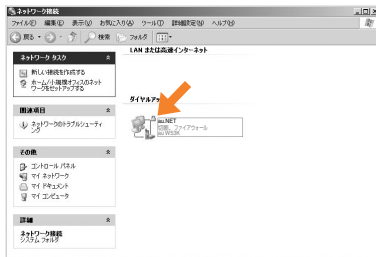 ネットワーク接続
ファイル(F) 編集(E) 表示(V) お気に入り(A) ツール(T) 詳細設定(N) ヘルプ(H)
戻る 検索 フォルダ
ネットワーク タスク
新しい接続を作成する
ホーム/小規模オフィスのネットワークをセットアップする
関連項目
ネットワークのトラブルシューティング
その他
コントロール パネル
マイ ネットワーク
マイ ドキュメント
マイ コンピュータ
詳細
ネットワーク接続
システム フォルダ
LAN または高速インターネット
ダイヤルアッ
au.NET
切断、ファイアウォール
au W53K